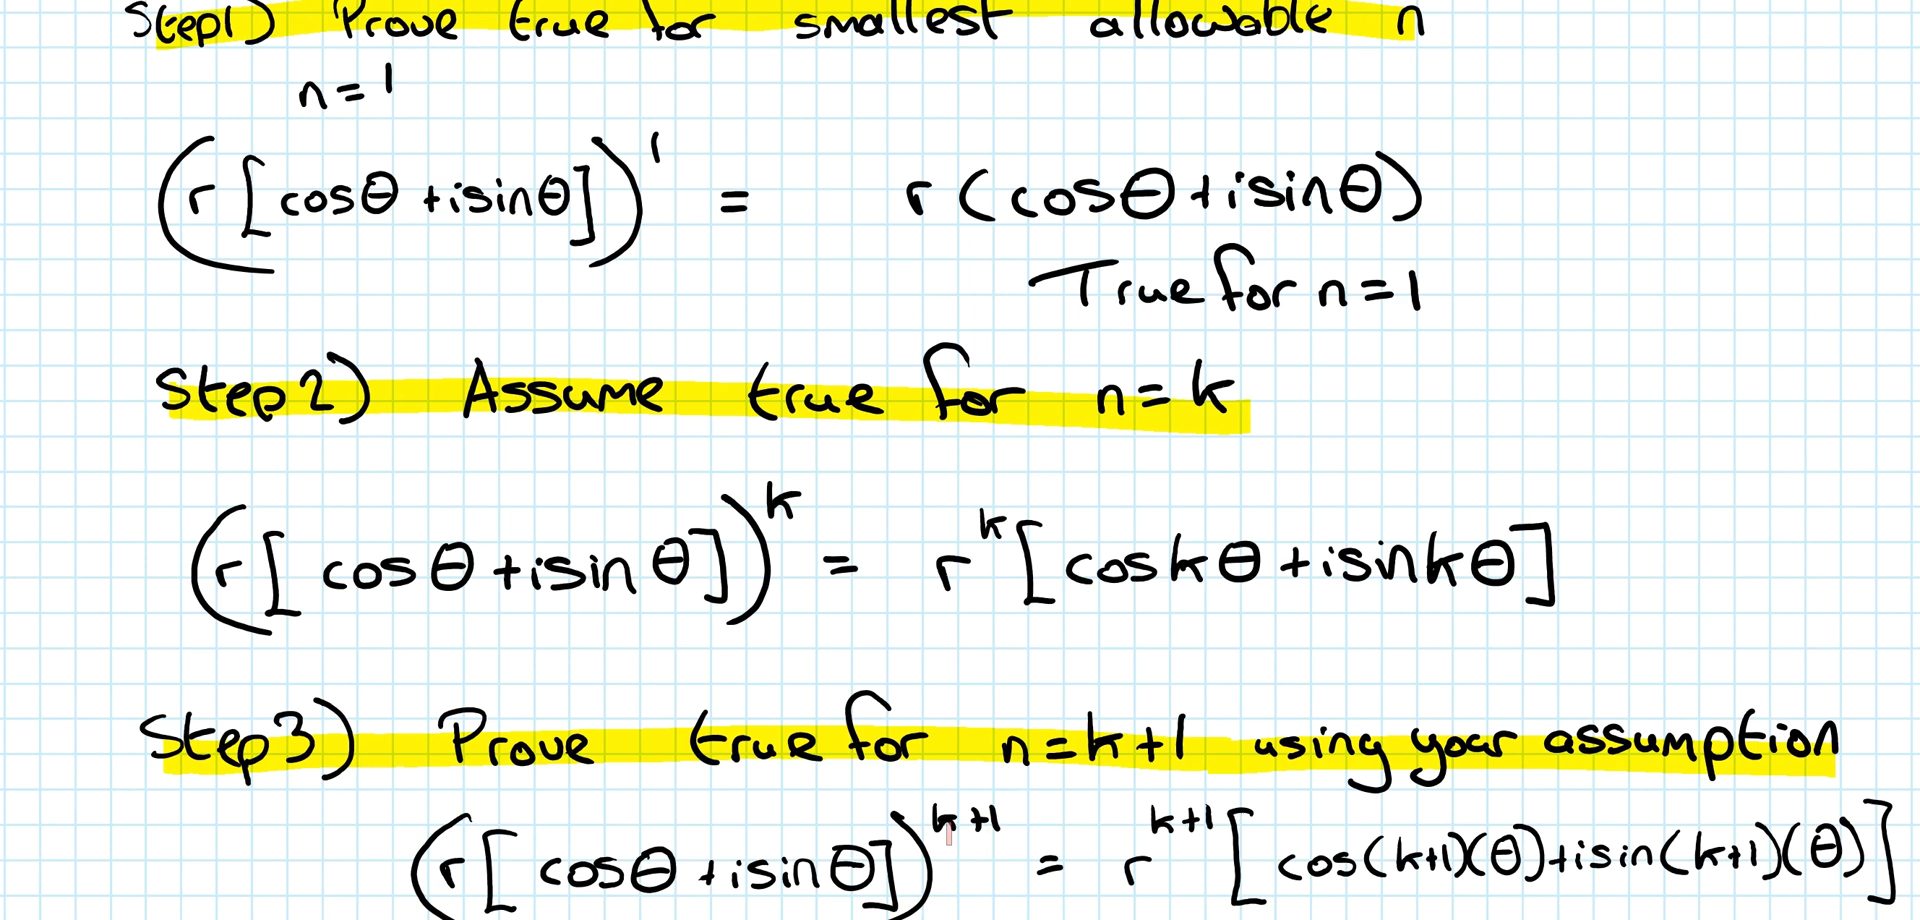 Step1) Prove true for smallest allowable n
n=1
(r[cosθ+isinθ])¹ = r(cosθ+isinθ)
True for n=1
Step2) Assume true for n=k
(r[cosθ+isinθ])ᵏ = rᵏ[coskθ+isinkθ]
Step3) Prove true for n=k+1 using your assumption
(r[cosθ+isinθ])ᵏ⁺¹ = rᵏ⁺¹[cos(k+1)(θ)+isin(k+1)(θ)]